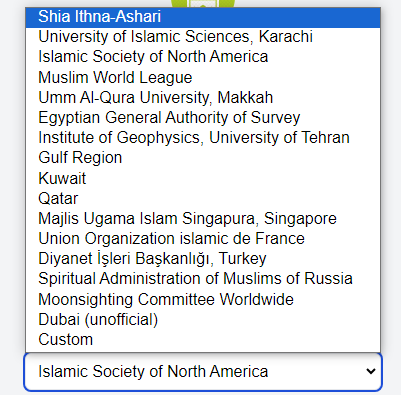 Shia Ithna-Ashari
University of Islamic Sciences, Karachi
Islamic Society of North America
Muslim World League
Umm Al-Qura University, Makkah
Egyptian General Authority of Survey
Institute of Geophysics, University of Tehran
Gulf Region
Kuwait
Qatar
Majlis Ugama Islam Singapura, Singapore
Union Organization islamic de France
Diyanet İşleri Başkanlığı, Turkey
Spiritual Administration of Muslims of Russia
Moonsighting Committee Worldwide
Dubai (unofficial)
Custom
Islamic Society of North America